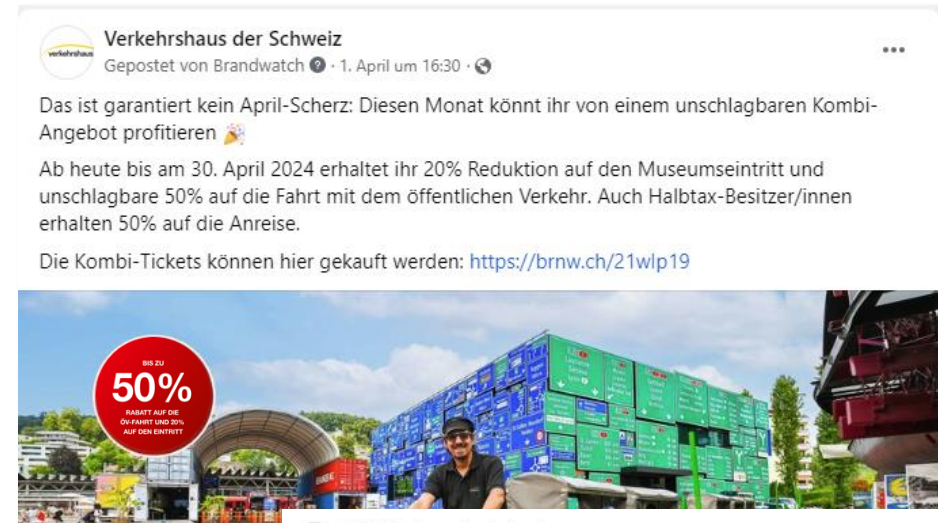 verkehrshaus
Verkehrshaus der Schweiz
Gepostet von Brandwatch ? · 1. April um 16:30 ·
Das ist garantiert kein April-Scherz: Diesen Monat könnt ihr von einem unschlagbaren Kombi-
Angebot profitieren 🎉
Ab heute bis am 30. April 2024 erhaltet ihr 20% Reduktion auf den Museumseintritt und
unschlagbare 50% auf die Fahrt mit dem öffentlichen Verkehr. Auch Halbtax-Besitzer/innen
erhalten 50% auf die Anreise.
Die Kombi-Tickets können hier gekauft werden: https://brnw.ch/21wlp19
BIS ZU
50%
RABATT AUF DIE
ÖV-FAHRT UND 20%
AUF DEN EINTRITT